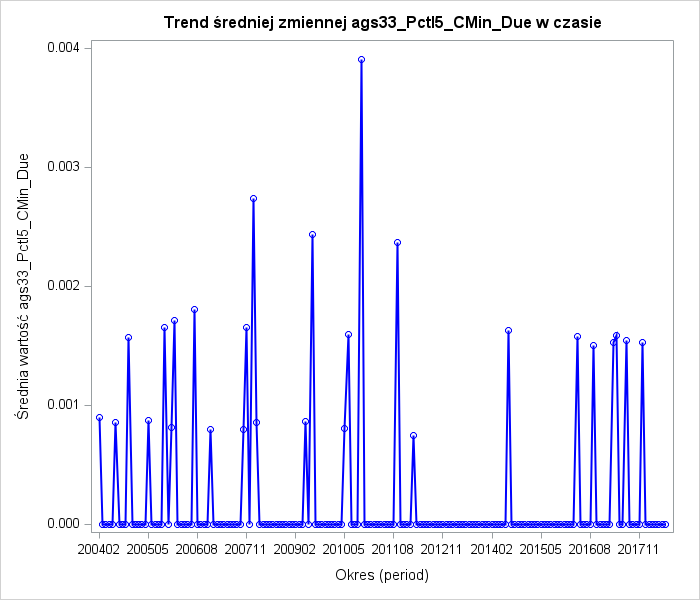 Trend średniej zmiennej ags33_Pctl5_CMin_Due w czasie
Średnia wartość ags33_Pctl5_CMin_Due
0.004
0.003
0.002
0.001
0.000
200402 200505 200608 200711 200902 201005 201108 201211 201402 201505 201608 201711
Okres (period)